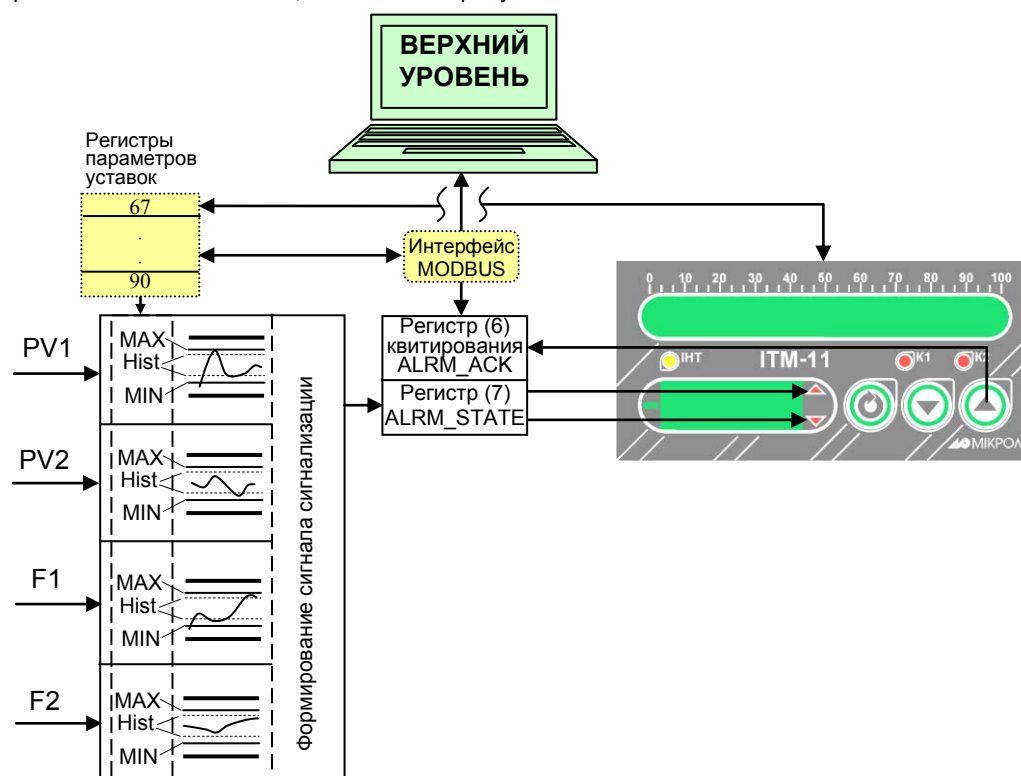 ВЕРХНИЙ
УРОВЕНЬ
Регистры
параметров
уставок
67
.
.
90
Интерфейс
MODBUS
0 10 20 30 40 50 60 70 80 90 100
Регистр (6)
квитирования
ALRM_ACK
Регистр (7)
ALRM_STATE
ІНТ
ІТМ-11
К1
К2
МІКРОЛ
PV1
MAX
Hist
MIN
PV2
MAX
Hist
MIN
F1
MAX
Hist
MIN
F2
MAX
Hist
MIN
Формирование сигнала сигнализации